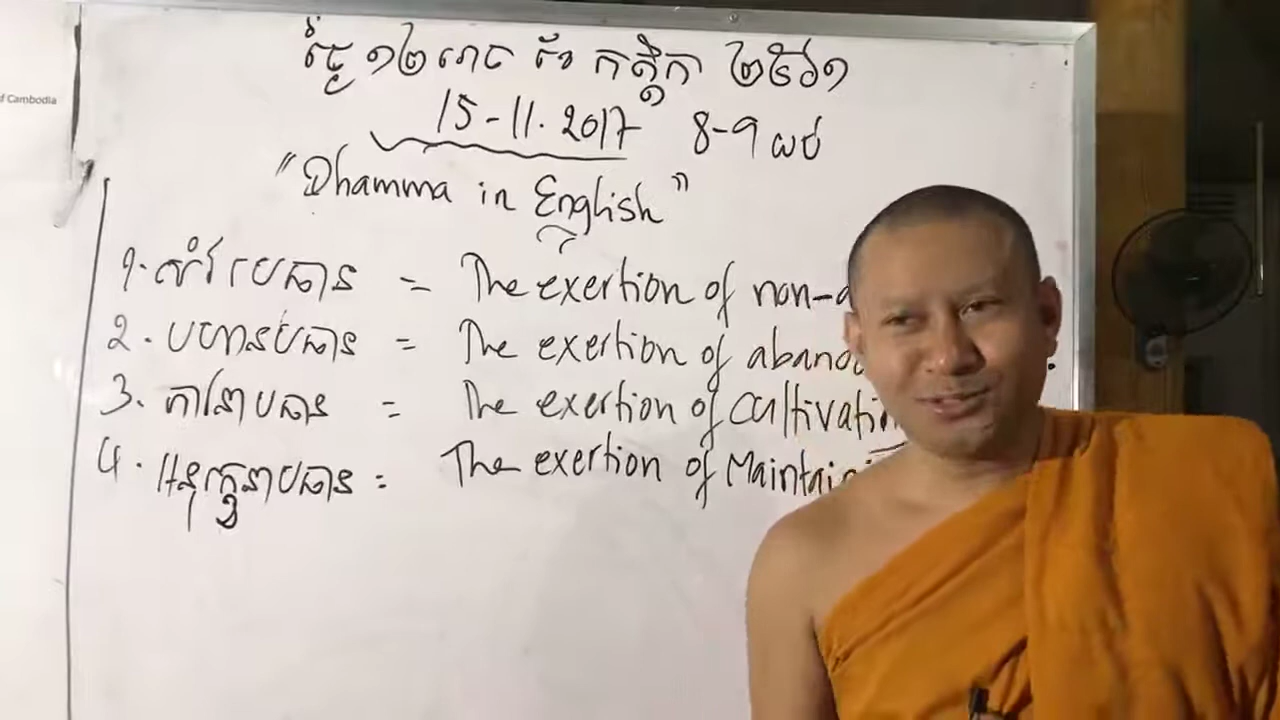 of Cambodia
ថ្ងៃ ១២ រោច ខែ កត្តិក ២៥៦១
15-11.2017 8-9 យប់
"Dhamma in English"
1. សំវរប្បធាន = The exertion of non-
2. បហានប្បធាន = The exertion of
3. ភាវនាប្បធាន = The exertion of
4. អនុរក្ខនាប្បធាន = The exertion of